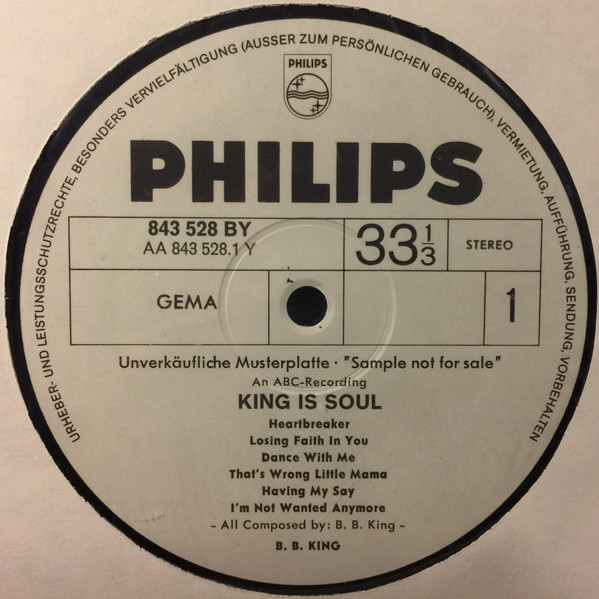 URHEBER- UND LEISTUNGSSCHUTZRECHTE, BESONDERS VERVIELFÄLTIGUNG (AUSSER ZUM PERSÖNLICHEN GEBRAUCH), VERMIETUNG, AUFFÜHRUNG, SENDUNG, VORBEHALTEN
PHILIPS
PHILIPS
843 528 BY
AA 843 528.1 Y
33 1/3
STEREO
GEMA
1
Unverkäufliche Musterplatte · "Sample not for sale"
An ABC-Recording
KING IS SOUL
Heartbreaker
Losing Faith In You
Dance With Me
That's Wrong Little Mama
Having My Say
I'm Not Wanted Anymore
- All Composed by: B. B. King -
B. B. KING